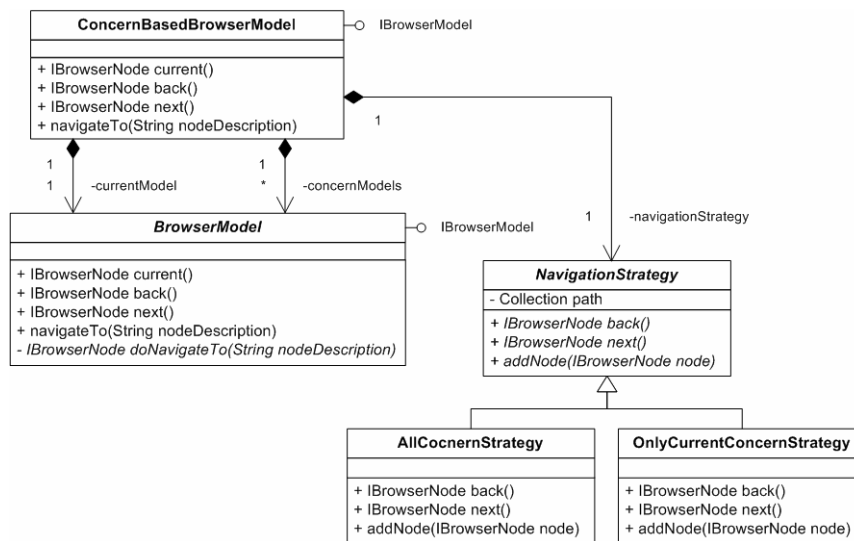 ConcernBasedBrowserModel
IBrowserModel
+ IBrowserNode current()
+ IBrowserNode back()
+ IBrowserNode next()
+ navigateTo(String nodeDescription)
1
1
1
1
-currentModel
*
-concernModels
BrowserModel
IBrowserModel
+ IBrowserNode current()
+ IBrowserNode back()
+ IBrowserNode next()
+ navigateTo(String nodeDescription)
- IBrowserNode doNavigateTo(String nodeDescription)
1
-navigationStrategy
NavigationStrategy
- Collection path
+ IBrowserNode back()
+ IBrowserNode next()
+ addNode(IBrowserNode node)
AllCocnernStrategy
+ IBrowserNode back()
+ IBrowserNode next()
+ addNode(IBrowserNode node)
OnlyCurrentConcernStrategy
+ IBrowserNode back()
+ IBrowserNode next()
+ addNode(IBrowserNode node)